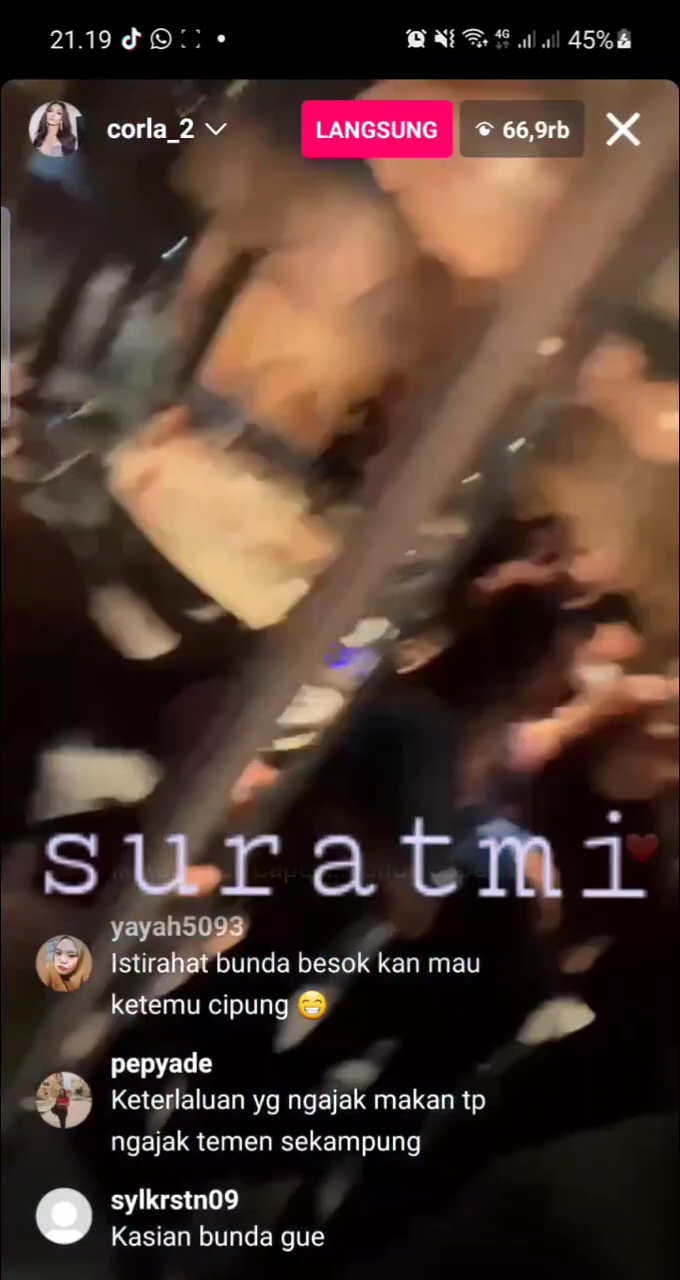 21.19
4G
45%
corla_2
LANGSUNG
66,9rb
suratmi
yayah5093
Istirahat bunda besok kan mau
ketemu cipung 😁
pepyade
Keterlaluan yg ngajak makan tp
ngajak temen sekampung
sylkrstn09
Kasian bunda gue